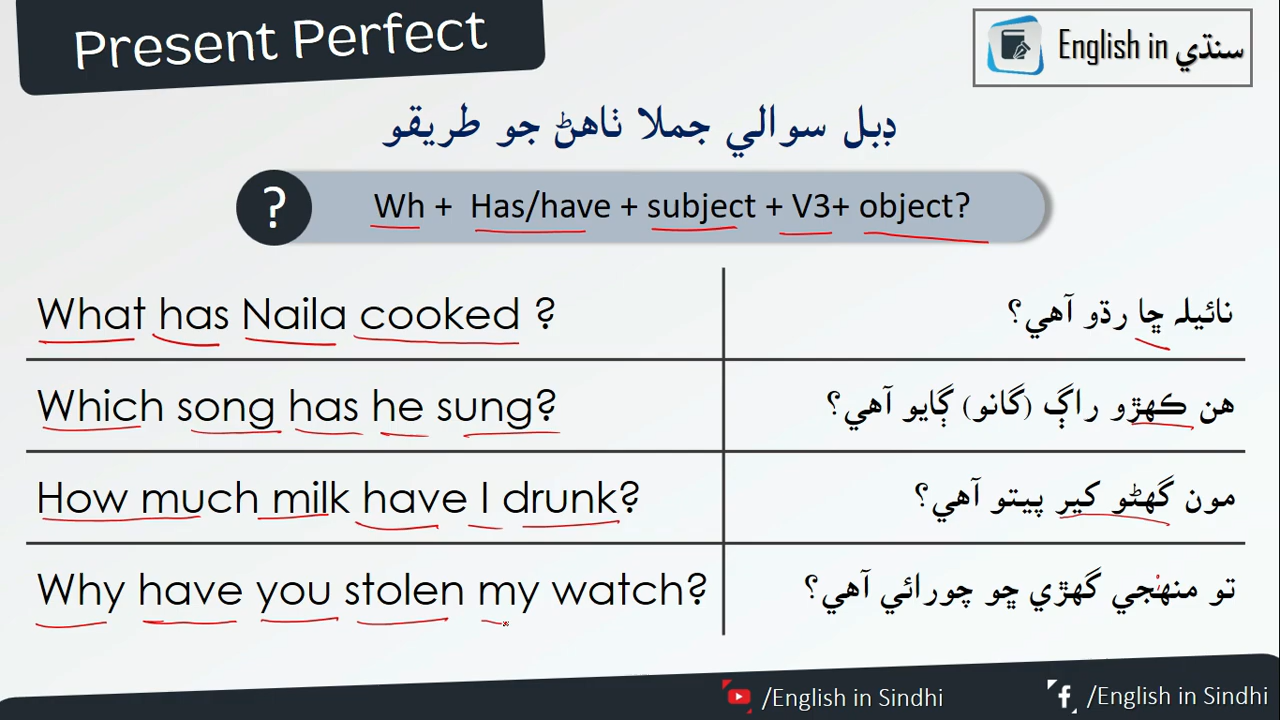 Present Perfect
English in سنڌي
ڊبل سوالي جملا ٺاهڻ جو طريقو
? Wh + Has/have + subject + V3+ object?
What has Naila cooked ?
نائيله ڇا رڌو آهي؟
Which song has he sung?
هن ڪهڙو راڳ (گانو) ڳايو آهي؟
How much milk have I drunk?
مون گهڻو کير پيتو آهي؟
Why have you stolen my watch?
تو منهنجي گهڙي ڇو چورائي آهي؟
/English in Sindhi
/English in Sindhi